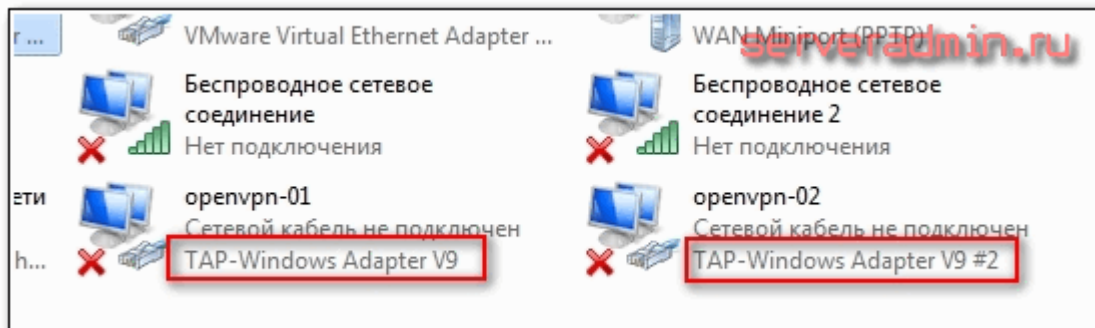 r ...
VMware Virtual Ethernet Adapter ...
WAN Miniport (PPTP)
serveradmin.ru
Беспроводное сетевое
соединение
Нет подключения
Беспроводное сетевое
соединение 2
Нет подключения
ети
h...
openvpn-01
Сетевой кабель не подключен
TAP-Windows Adapter V9
openvpn-02
Сетевой кабель не подключен
TAP-Windows Adapter V9 #2